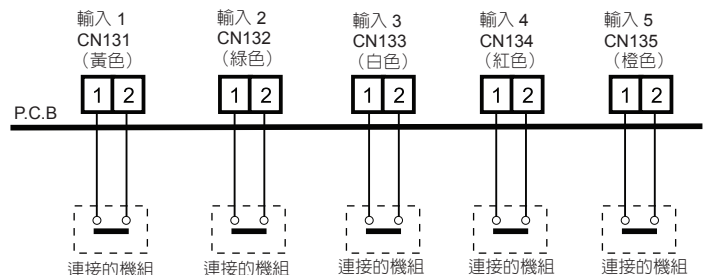 輸入 1
CN131
（黃色）
輸入 2
CN132
（綠色）
輸入 3
CN133
（白色）
輸入 4
CN134
（紅色）
輸入 5
CN135
（橙色）
1 2
1 2
1 2
1 2
1 2
P.C.B
連接的機組
連接的機組
連接的機組
連接的機組
連接的機組